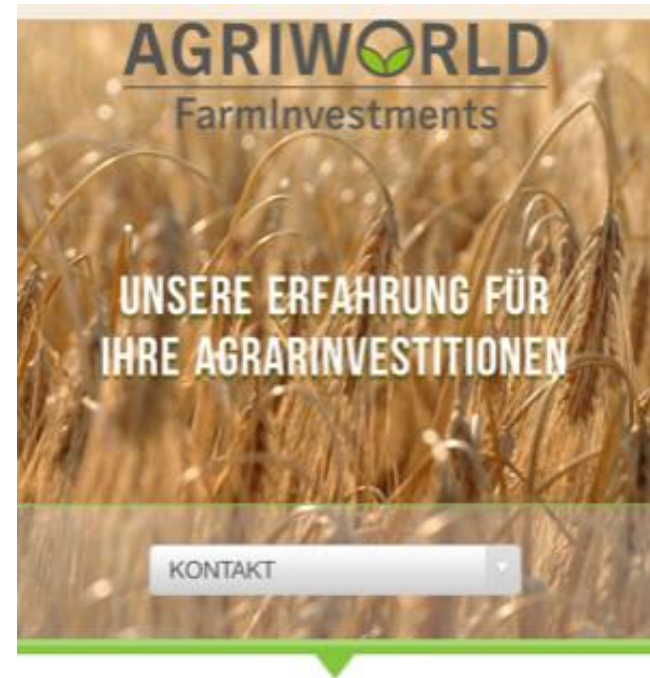 AGRIWORLD
FarmInvestments
UNSERE ERFAHRUNG FÜR
IHRE AGRARINVESTITIONEN
KONTAKT